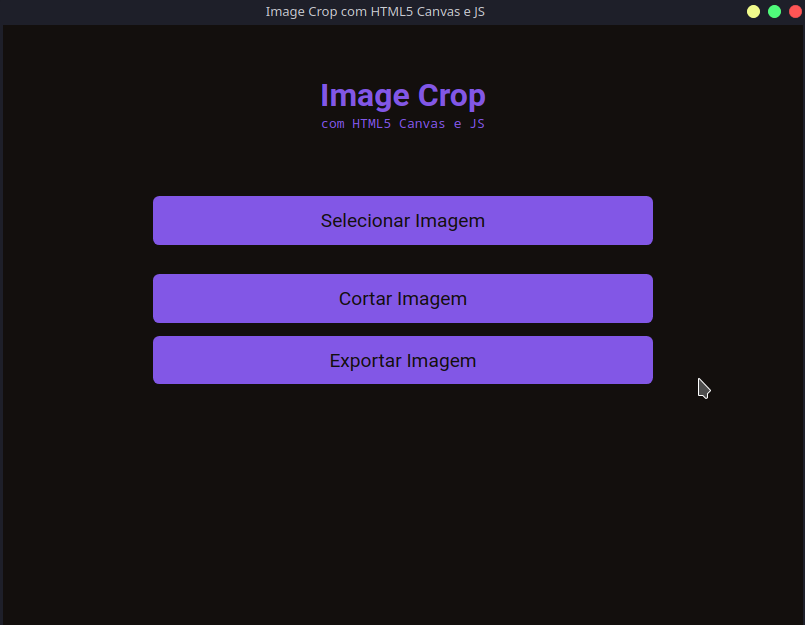 Image Crop com HTML5 Canvas e JS
Image Crop
com HTML5 Canvas e JS
Selecionar Imagem
Cortar Imagem
Exportar Imagem